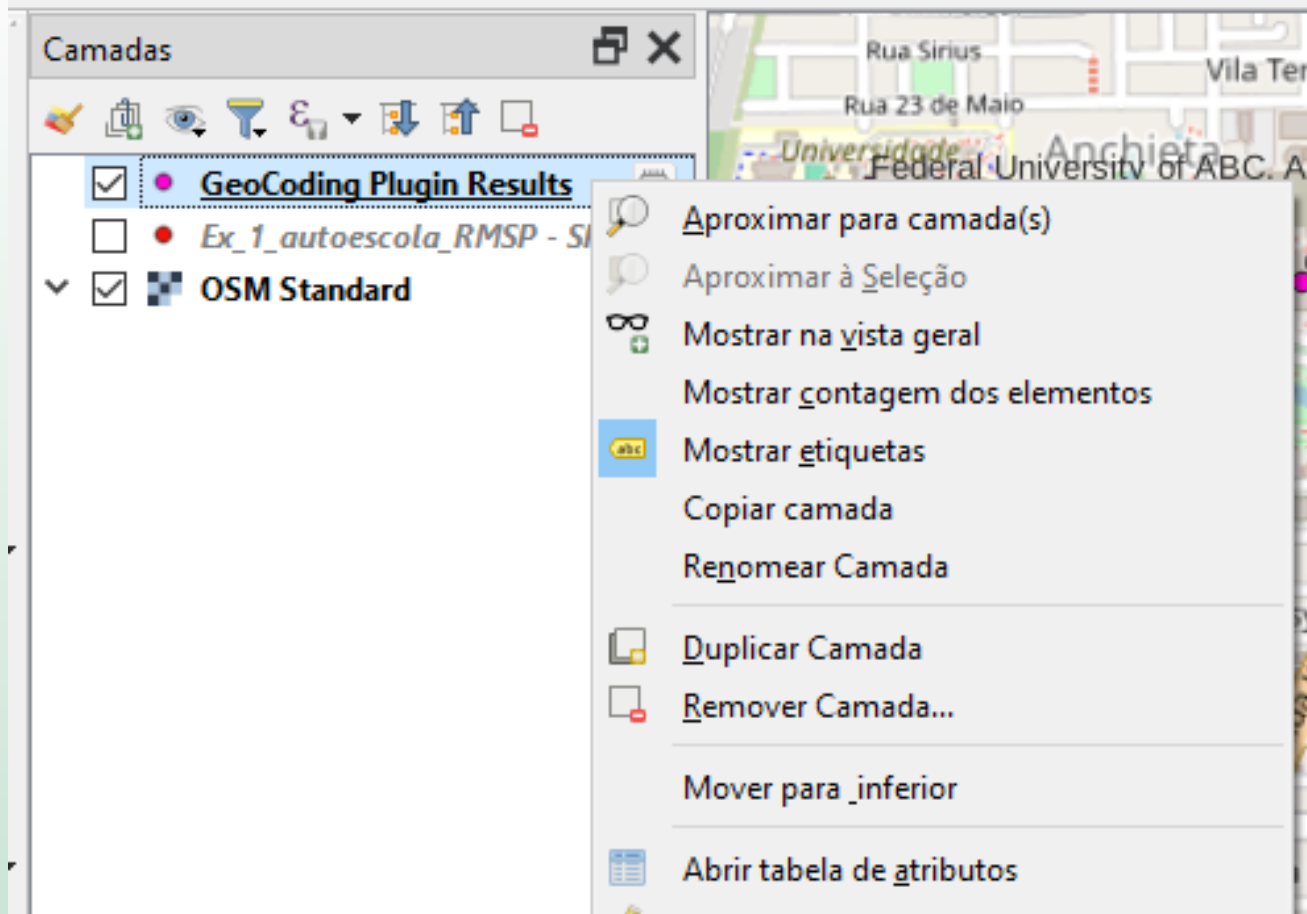 Camadas
GeoCoding Plugin Results
Ex_1_autoescola_RMSP -
OSM Standard
Rua Sirius
Vila
Rua 23 de Maio
Universidade
Anchieta
Federal University of ABC, A
Aproximar para camada(s)
Aproximar à Seleção
Mostrar na vista geral
Mostrar contagem dos elementos
abc
Mostrar etiquetas
Copiar camada
Renomear Camada
Duplicar Camada
Remover Camada...
Mover para _inferior
Abrir tabela de atributos